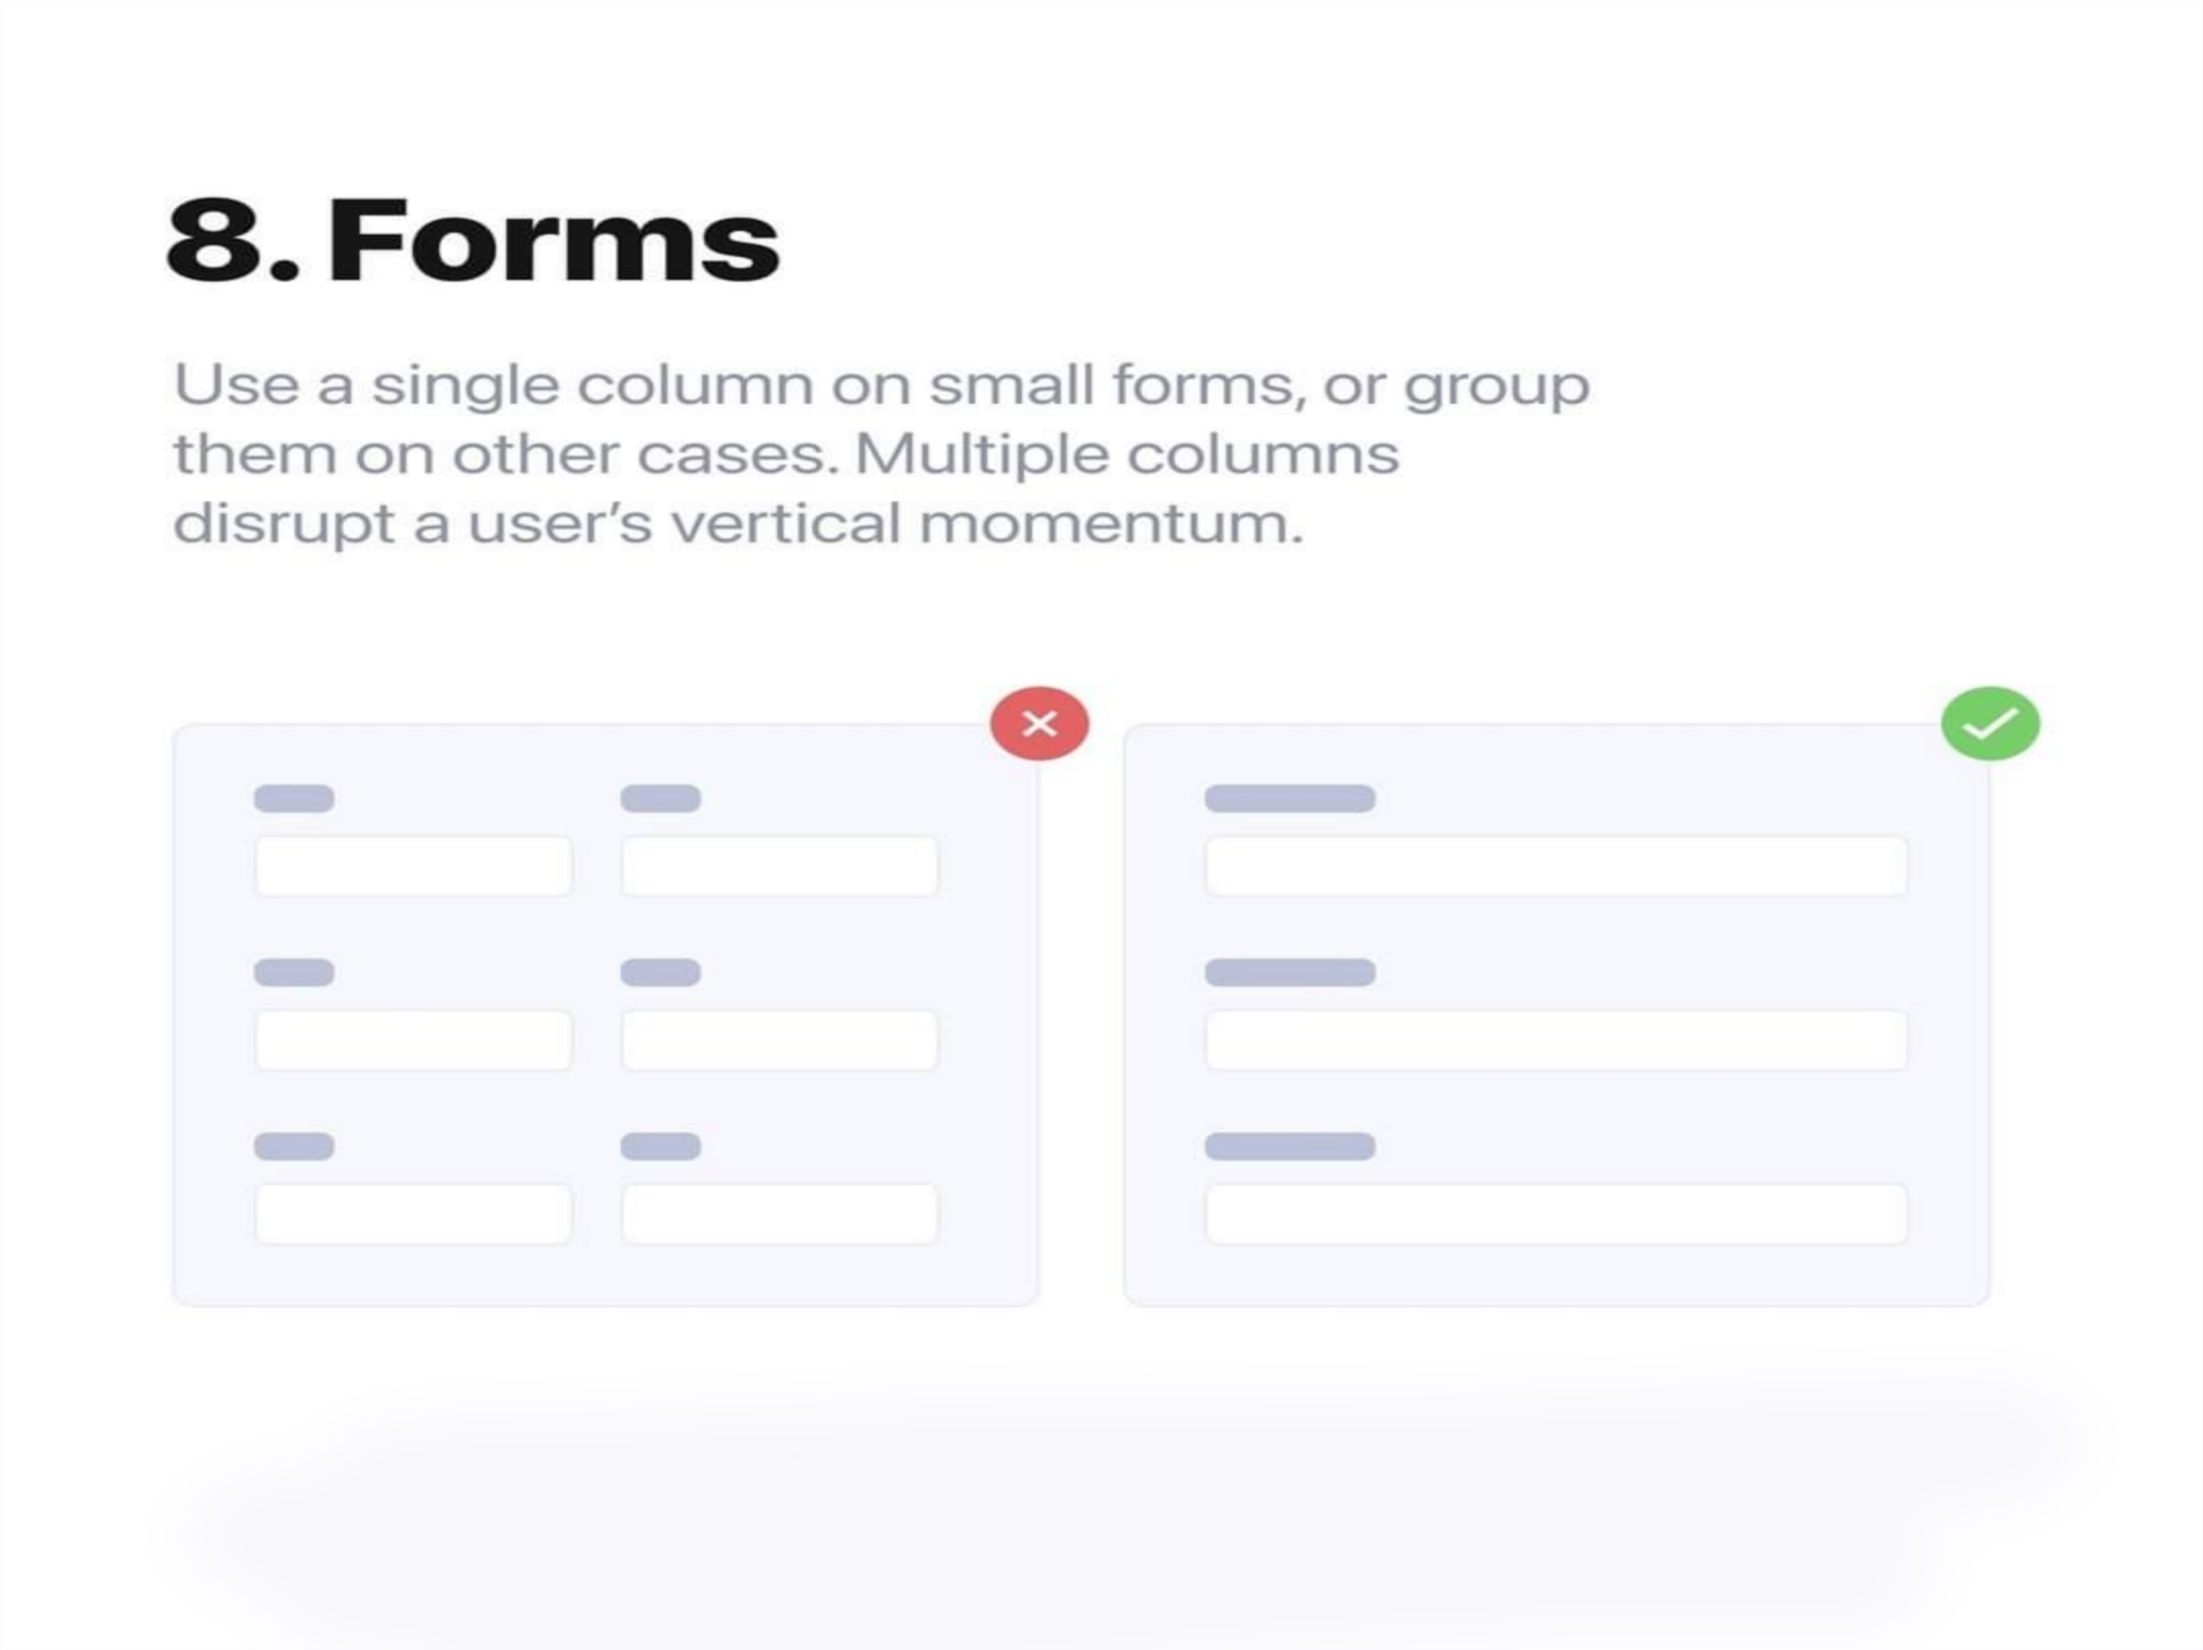 8. Forms
Use a single column on small forms, or group
them on other cases. Multiple columns
disrupt a user’s vertical momentum.